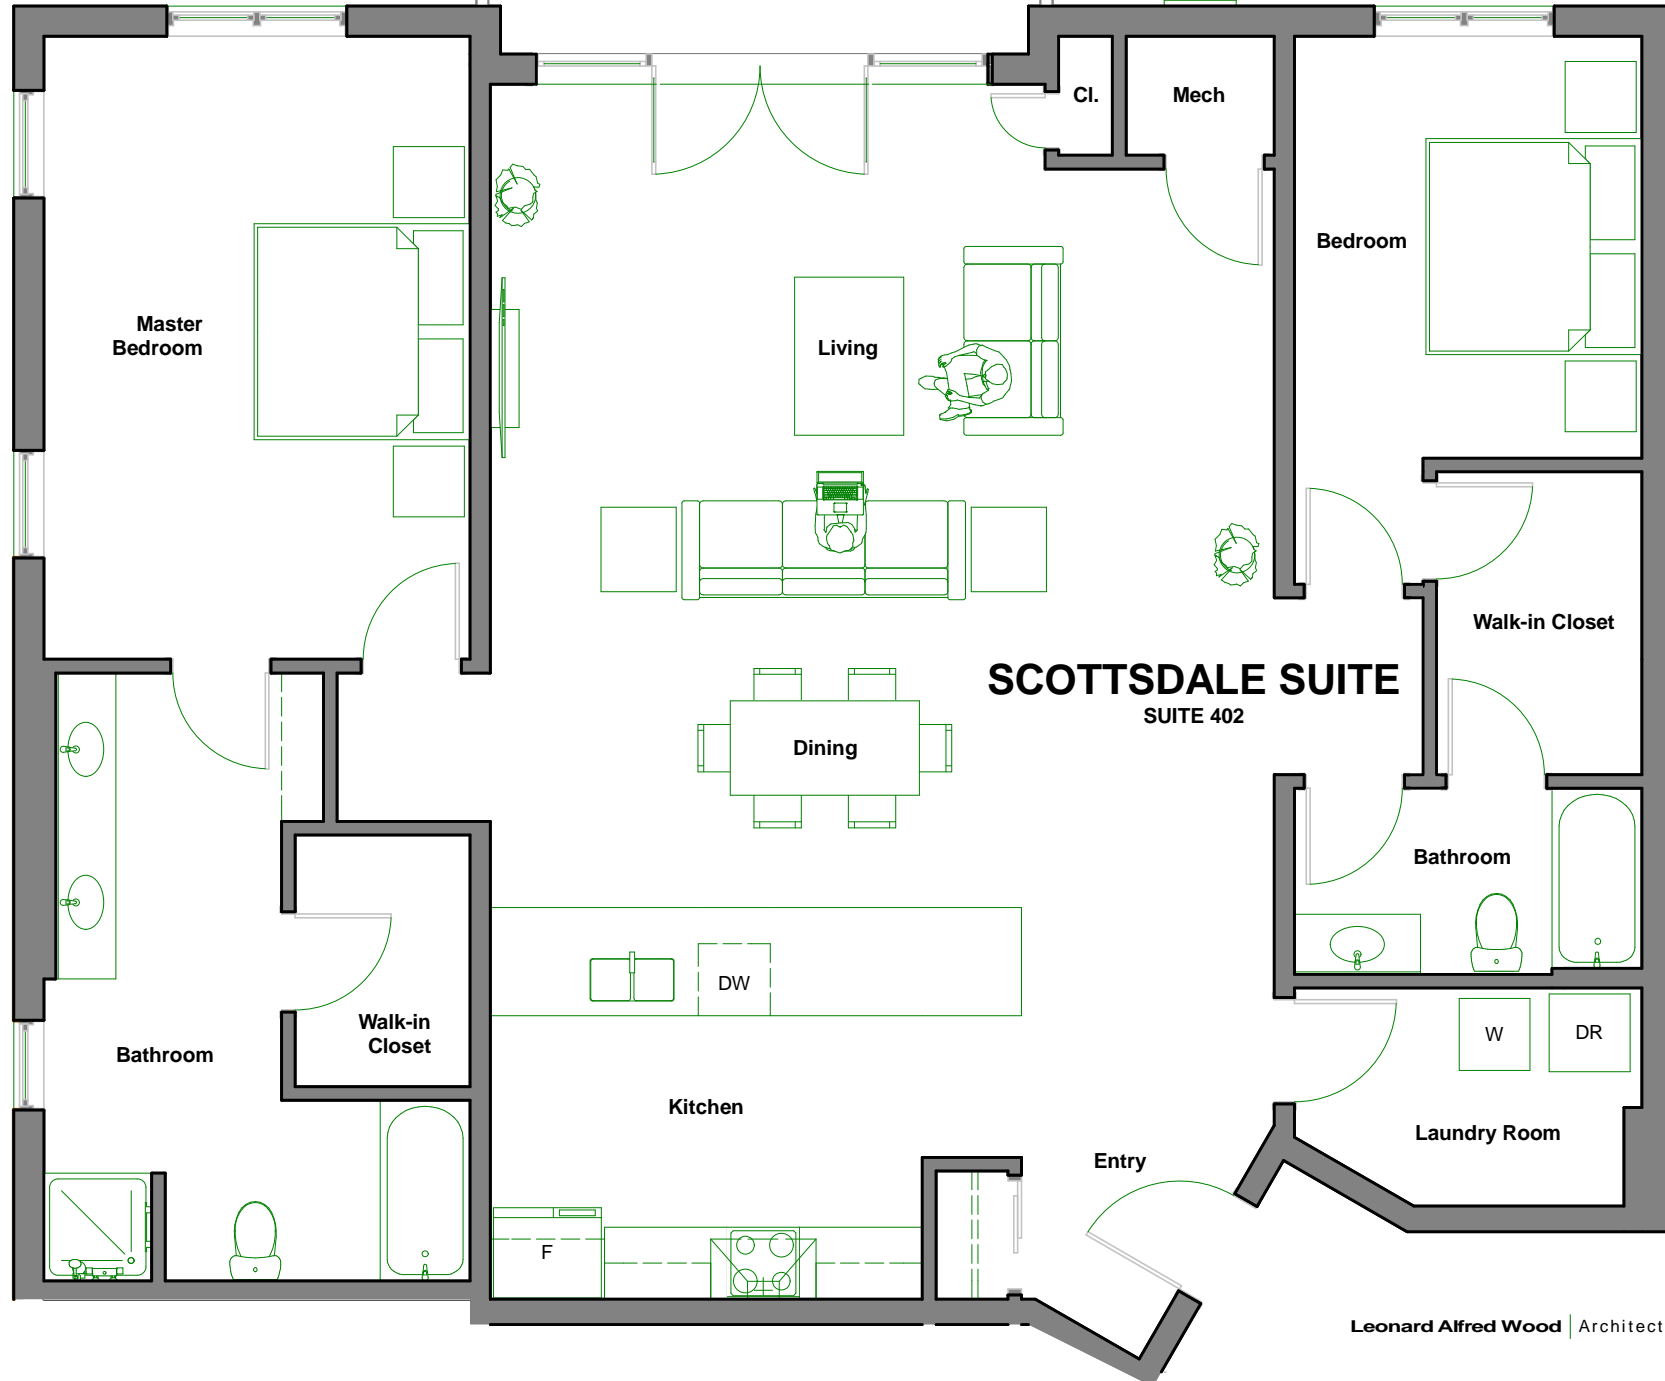 Cl.
Mech
Bedroom
Master
Bedroom
Living
Walk-in Closet
SCOTTSDALE SUITE
SUITE 402
Dining
Bathroom
DW
Walk-in
Closet
Bathroom
W
DR
Kitchen
Laundry Room
Entry
F
Leonard Alfred Wood | Architect